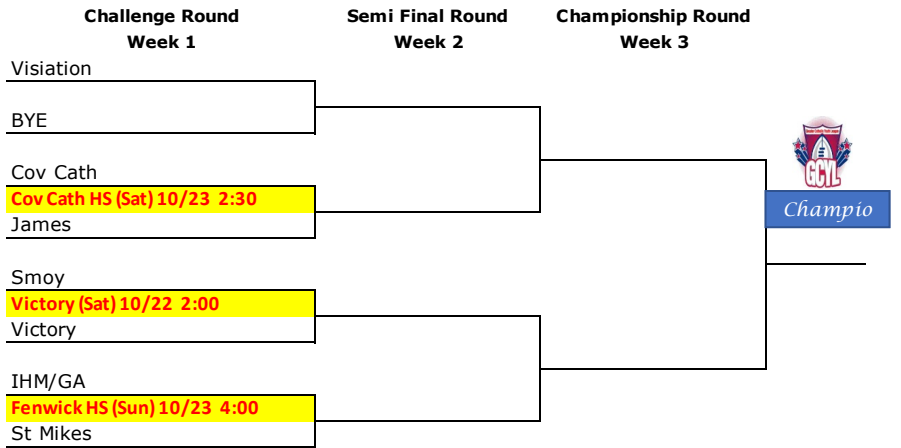 Challenge Round Semi Final Round Championship Round
Week 1 Week 2 Week 3
Visiation
BYE
Cov Cath
Cov Cath HS (Sat) 10/23 2:30
James
Smoy
Victory (Sat) 10/22 2:00
Victory
IHM/GA
Fenwick HS (Sun) 10/23 4:00
St Mikes
GCYL
Champio